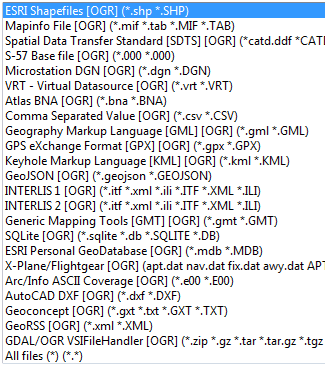 ESRI Shapefiles [OGR] (*.shp *.SHP)
Mapinfo File [OGR] (*.mif *.tab *.MIF *.TAB)
Spatial Data Transfer Standard [SDTS] [OGR] (*catd.ddf *CATI
S-57 Base file [OGR] (*.000 *.000)
Microstation DGN [OGR] (*.dgn *.DGN)
VRT - Virtual Datasource [OGR] (*.vrt *.VRT)
Atlas BNA [OGR] (*.bna *.BNA)
Comma Separated Value [OGR] (*.csv *.CSV)
Geography Markup Language [GML] [OGR] (*.gml *.GML)
GPS eXchange Format [GPX] [OGR] (*.gpx *.GPX)
Keyhole Markup Language [KML] [OGR] (*.kml *.KML)
GeoJSON [OGR] (*.geojson *.GEOJSON)
INTERLIS 1 [OGR] (*.itf *.xml *.ili *.ITF *.XML *.ILI)
INTERLIS 2 [OGR] (*.itf *.xml *.ili *.ITF *.XML *.ILI)
Generic Mapping Tools [GMT] [OGR] (*.gmt *.GMT)
SQLite [OGR] (*.sqlite *.db *.SQLITE *.DB)
ESRI Personal GeoDatabase [OGR] (*.mdb *.MDB)
X-Plane/Flightgear [OGR] (apt.dat nav.dat fix.dat awy.dat APT
Arc/Info ASCII Coverage [OGR] (*.e00 *.E00)
AutoCAD DXF [OGR] (*.dxf *.DXF)
Geoconcept [OGR] (*.gxt *.txt *.GXT *.TXT)
GeoRSS [OGR] (*.xml *.XML)
GDAL/OGR VSIFileHandler [OGR] (*.zip *.gz *.tar *.tar.gz *.tgz
All files (*) (*.*)